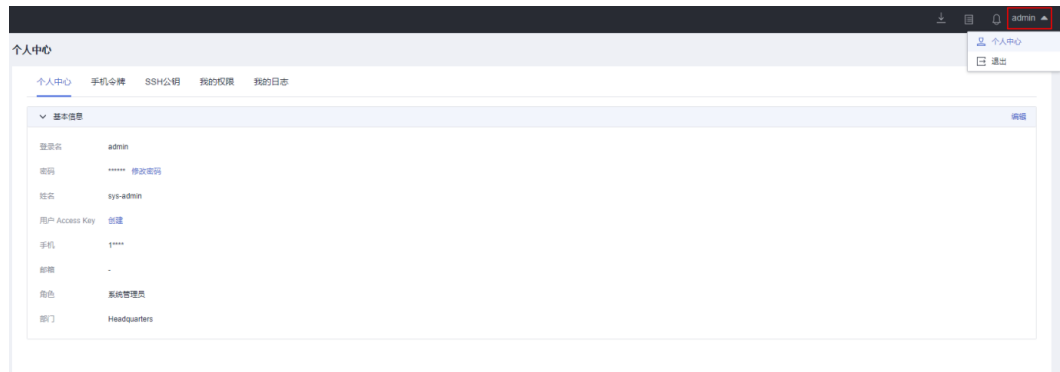 admin
个人中心
退出
个人中心
个人中心 手机令牌 SSH公钥 我的权限 我的日志
基本信息 编辑
登录名 admin
密码 ****** 修改密码
姓名 sys-admin
用户 Access Key 创建
手机 1****
邮箱 -
角色 系统管理员
部门 Headquarters